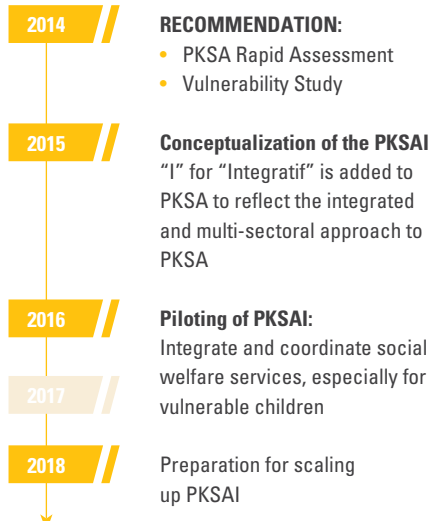 2014
RECOMMENDATION:
• PKSA Rapid Assessment
• Vulnerability Study
2015
Conceptualization of the PKSAI
“I” for “Integratif” is added to
PKSA to reflect the integrated
and multi-sectoral approach to
PKSA
2016
Piloting of PKSAI:
Integrate and coordinate social
welfare services, especially for
2017
vulnerable children
2018
Preparation for scaling
up PKSAI